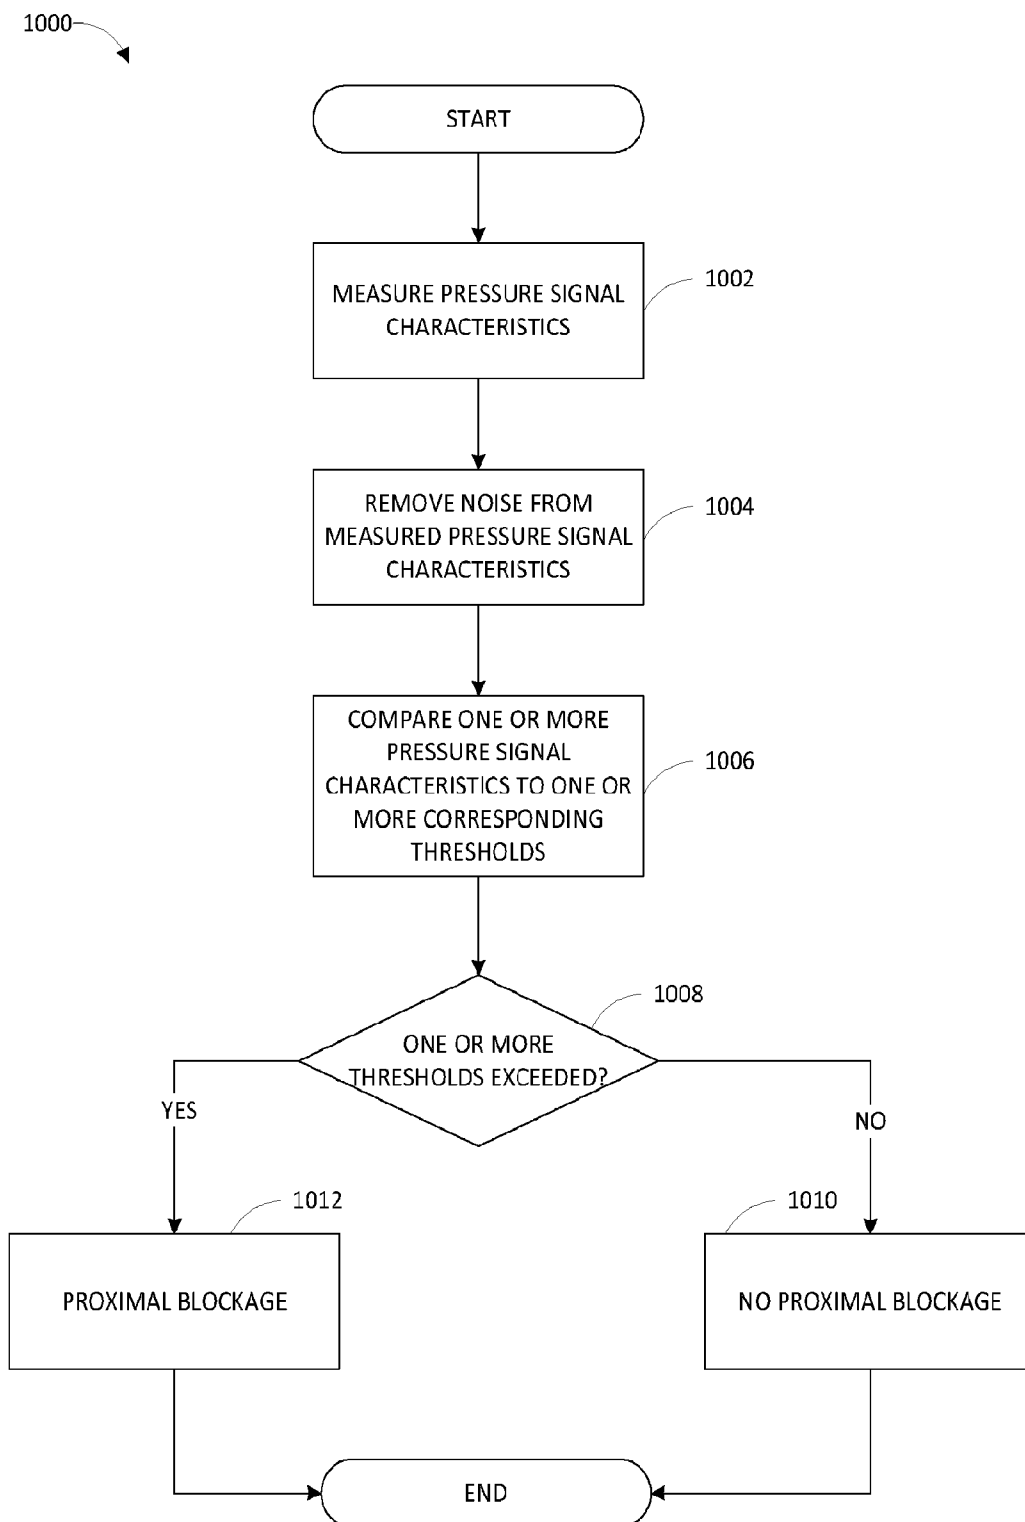 1000
START
MEASURE PRESSURE SIGNAL
CHARACTERISTICS
1002
REMOVE NOISE FROM
MEASURED PRESSURE SIGNAL
CHARACTERISTICS
1004
COMPARE ONE OR MORE
PRESSURE SIGNAL
CHARACTERISTICS TO ONE OR
MORE CORRESPONDING
THRESHOLDS
1006
1008
ONE OR MORE
THRESHOLDS EXCEEDED?
YES
NO
1012
1010
PROXIMAL BLOCKAGE
NO PROXIMAL BLOCKAGE
END